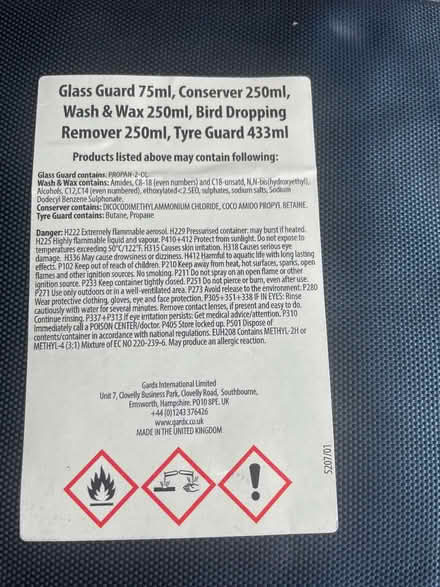 Glass Guard 75ml, Conserver 250ml,
Wash & Wax 250ml, Bird Dropping
Remover 250ml, Tyre Guard 433ml
Products listed above may contain following:
Glass Guard contains: PROPAN-2-OL.
Wash & Wax contains: Amides, C8-18 (even numbers) and C18-unsatd, N,N-bis(hydroxyethyl),
Alcohols, C12,C14 (even numbered), ethoxylated<2.5EO, sulphates, sodium salts, Sodium
Dodecyl Benzene Sulphonate.
Conserver contains: DICOCODIMETHYLAMMONIUM CHLORIDE, COCO AMIDO PROPYL BETAINE.
Tyre Guard contains: Butane, Propane
Danger: H222 Extremely flammable aerosol. H229 Pressurised container: may burst if heated.
H225 Highly flammable liquid and vapour. P410+412 Protect from sunlight. Do not expose to
temperatures exceeding 50°C/122°F. H315 Causes skin irritation. H318 Causes serious eye
damage. H336 May cause drowsiness or dizziness. H412 Harmful to aquatic life with long lasting
effects. P102 Keep out of reach of children. P210 Keep away from heat, hot surfaces, sparks, open
flames and other ignition sources. No smoking. P211 Do not spray on an open flame or other
ignition source. P233 Keep container tightly closed. P251 Do not pierce or burn, even after use.
P271 Use only outdoors or in a well-ventilated area. P273 Avoid release to the environment. P280
Wear protective clothing, gloves, eye and face protection. P305+351+338 IF IN EYES: Rinse
cautiously with water for several minutes. Remove contact lenses, if present and easy to do.
Continue rinsing. P337+P313 If eye irritation persists: Get medical advice/attention. P310
Immediately call a POISON CENTER/doctor. P405 Store locked up. P501 Dispose of
contents/container in accordance with national regulations. EUH208 Contains METHYL-2H or
METHYL-4 (3;1) Mixture of EC NO 220-239-6. May produce an allergic reaction.
Gardx International Limited
Unit 7, Clovelly Business Park, Clovelly Road, Southbourne,
Emsworth, Hampshire. PO10 8PE. UK
+44 (0)1243 376426
www.gardx.co.uk
MADE IN THE UNITED KINGDOM
5207/01